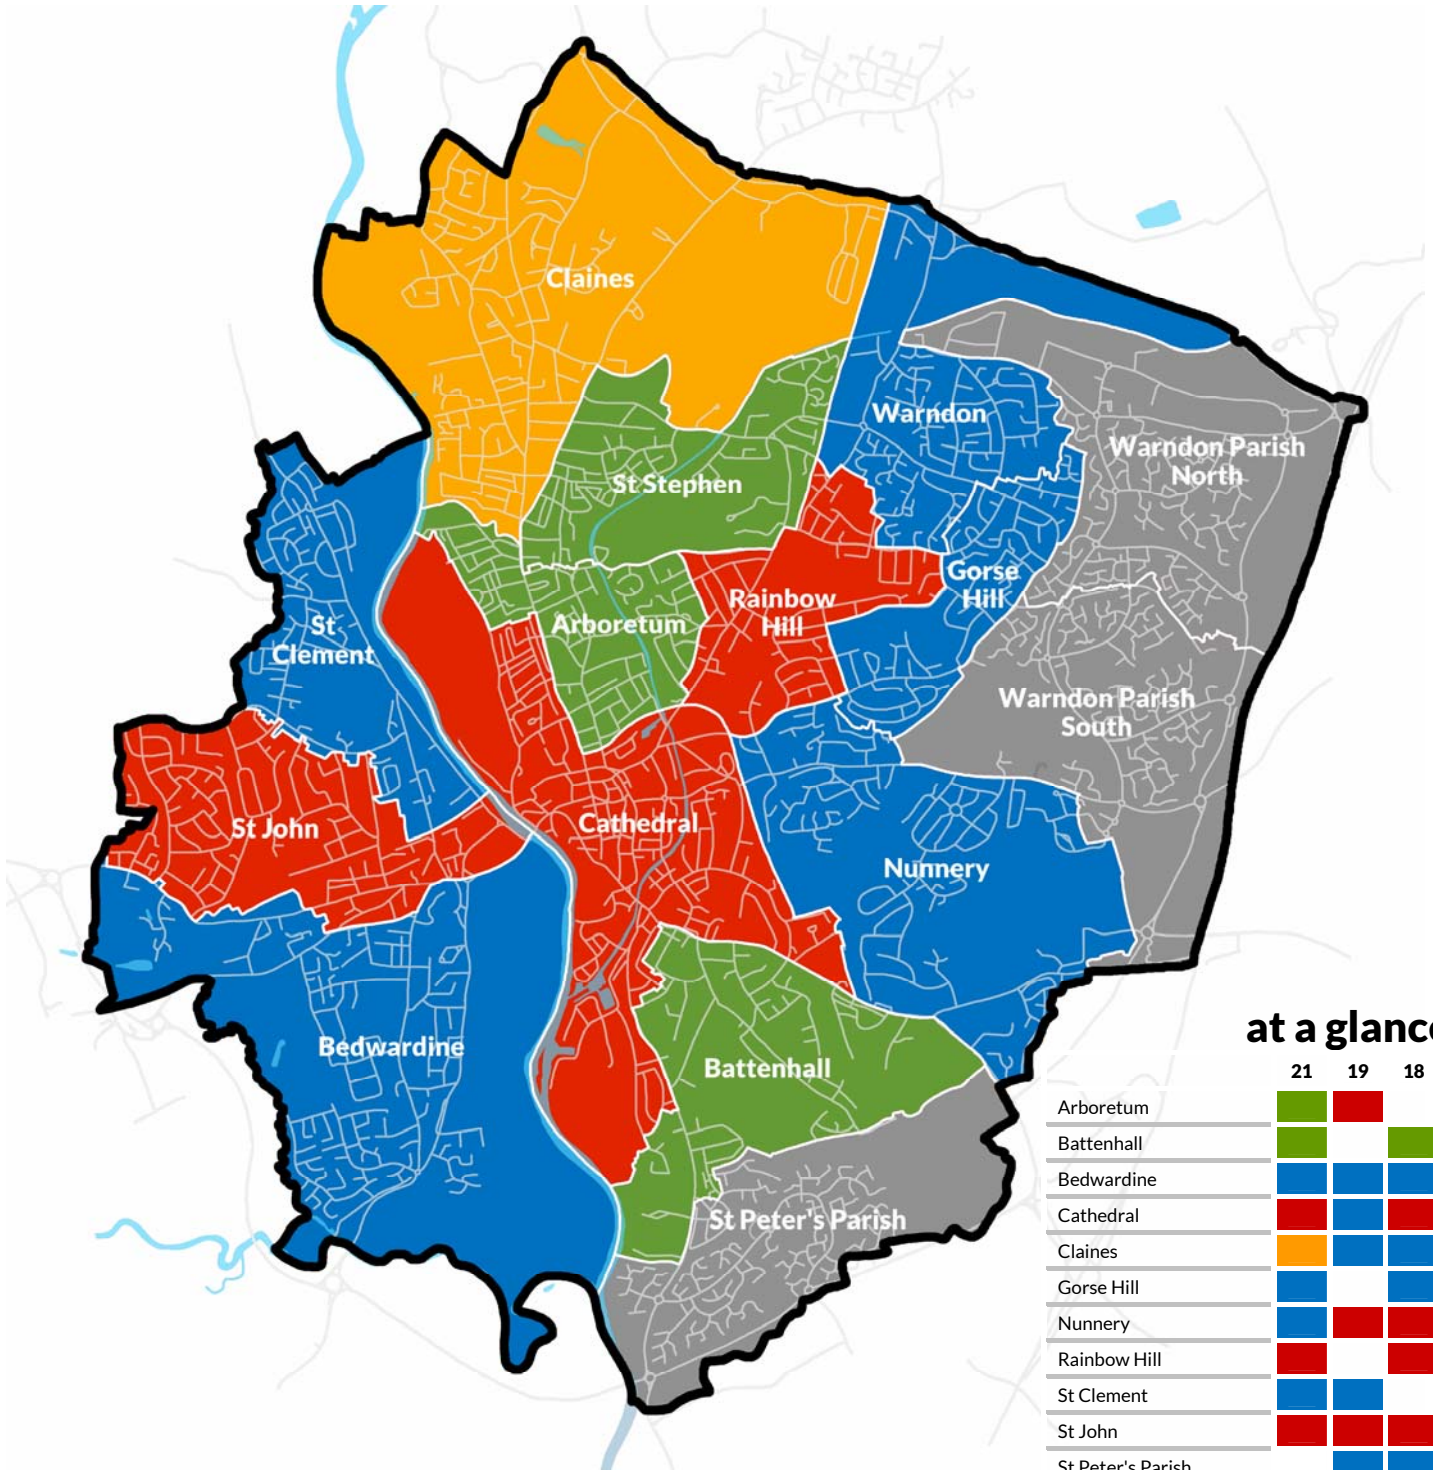 Claines
Warndon
Warndon Parish
North
St Stephen
Gorse
Hill
Rainbow
Hill
Arboretum
St
Clement
Warndon Parish
South
St John
Cathedral
Nunnery
Bedwardine
Battenhall
St Peter's Parish
at a glance
21 19 18
Arboretum
Battenhall
Bedwardine
Cathedral
Claines
Gorse Hill
Nunnery
Rainbow Hill
St Clement
St John
St Peter's Parish